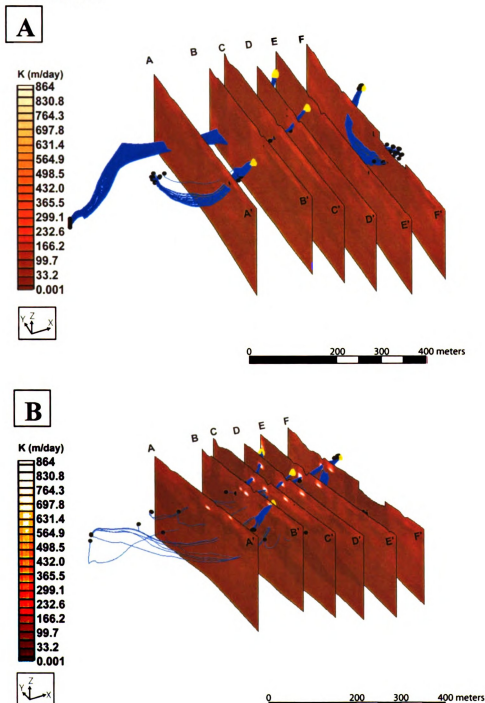 A
A B C D E F
K (m/day)
864
830.8
764.3
697.8
631.4
564.9
498.5
432.0
365.5
299.1
232.6
166.2
99.7
33.2
0.001
A' B' C' D' E' F'
Y Z X
0 200 300 400 meters
B
A B C D E F
K (m/day)
864
830.8
764.3
697.8
631.4
564.9
498.5
432.0
365.5
299.1
232.6
166.2
99.7
33.2
0.001
A' B' C' D' E' F'
Y Z X
0 200 300 400 meters